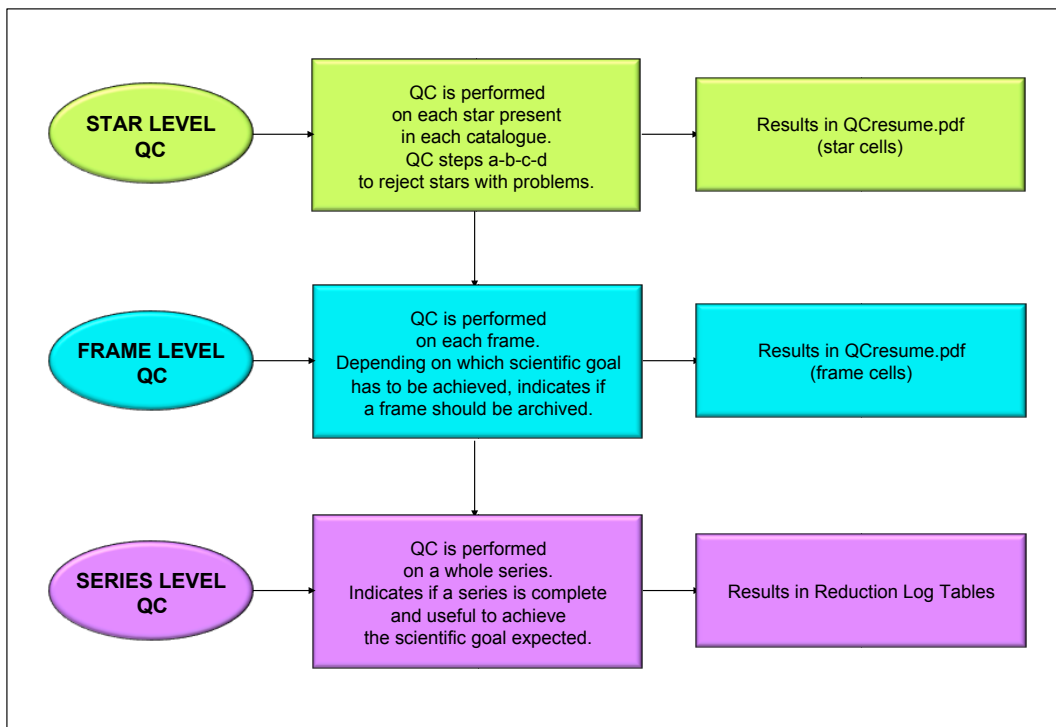 STAR LEVEL
QC
QC is performed
on each star present
in each catalogue.
QC steps a-b-c-d
to reject stars with problems.
Results in QCresume.pdf
(star cells)
FRAME LEVEL
QC
QC is performed
on each frame.
Depending on which scientific goal
has to be achieved, indicates if
a frame should be archived.
Results in QCresume.pdf
(frame cells)
SERIES LEVEL
QC
QC is performed
on a whole series.
Indicates if a series is complete
and useful to achieve
the scientific goal expected.
Results in Reduction Log Tables